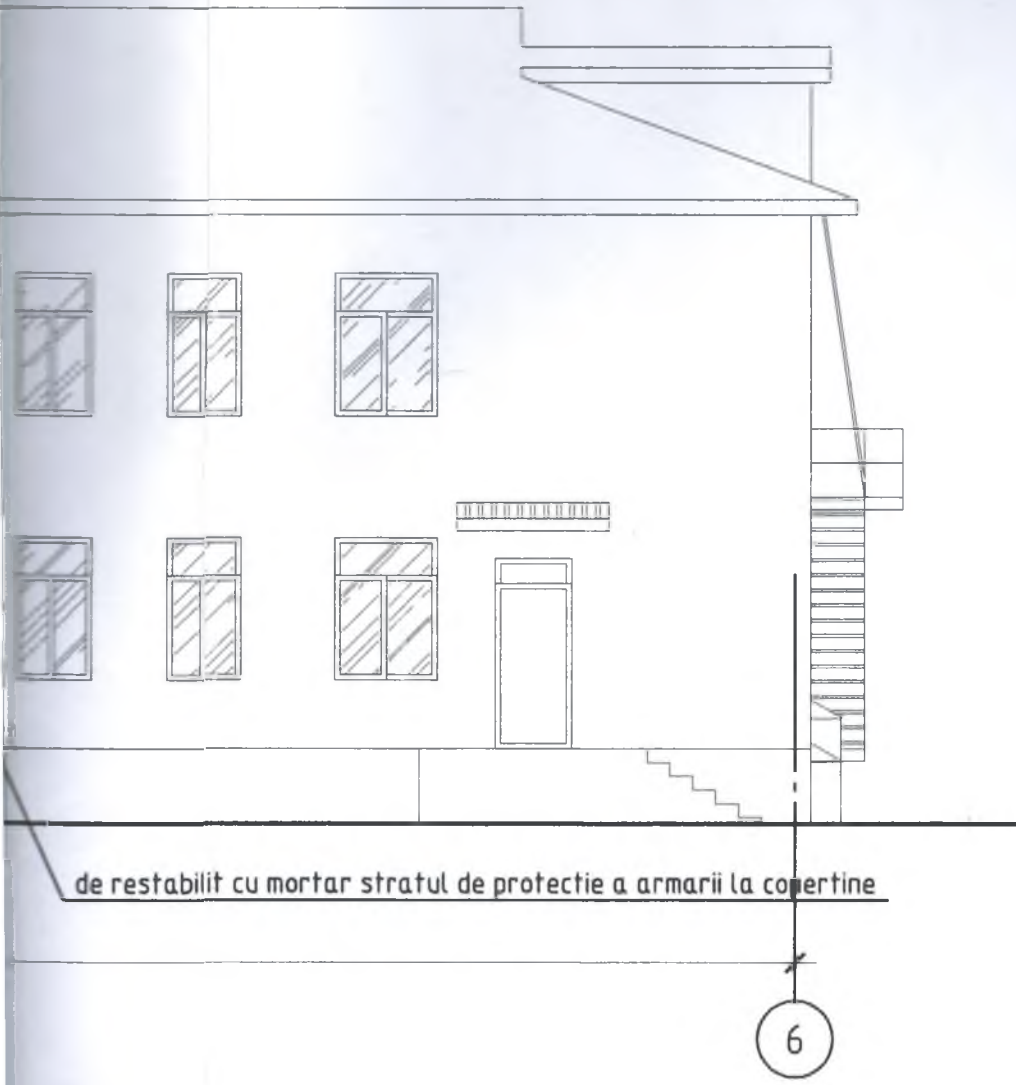 de restabilit cu mortar stratul de protectie a armarii la copertine
6